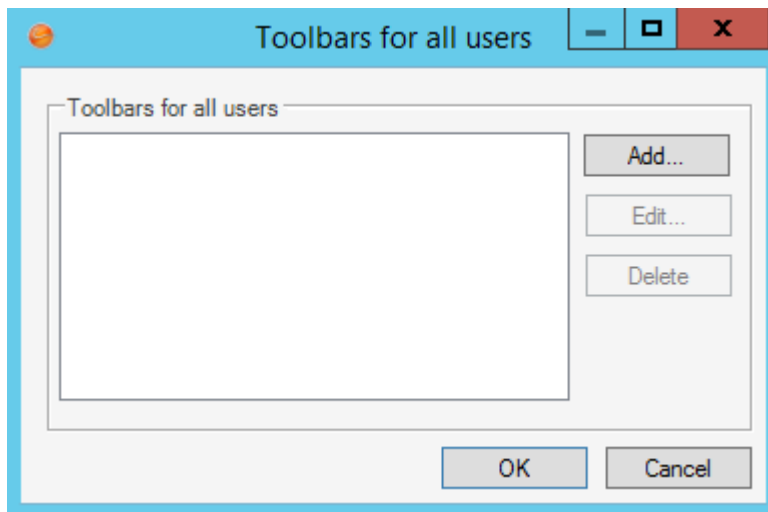 Toolbars for all users
Toolbars for all users
Add...
Edit...
Delete
OK
Cancel